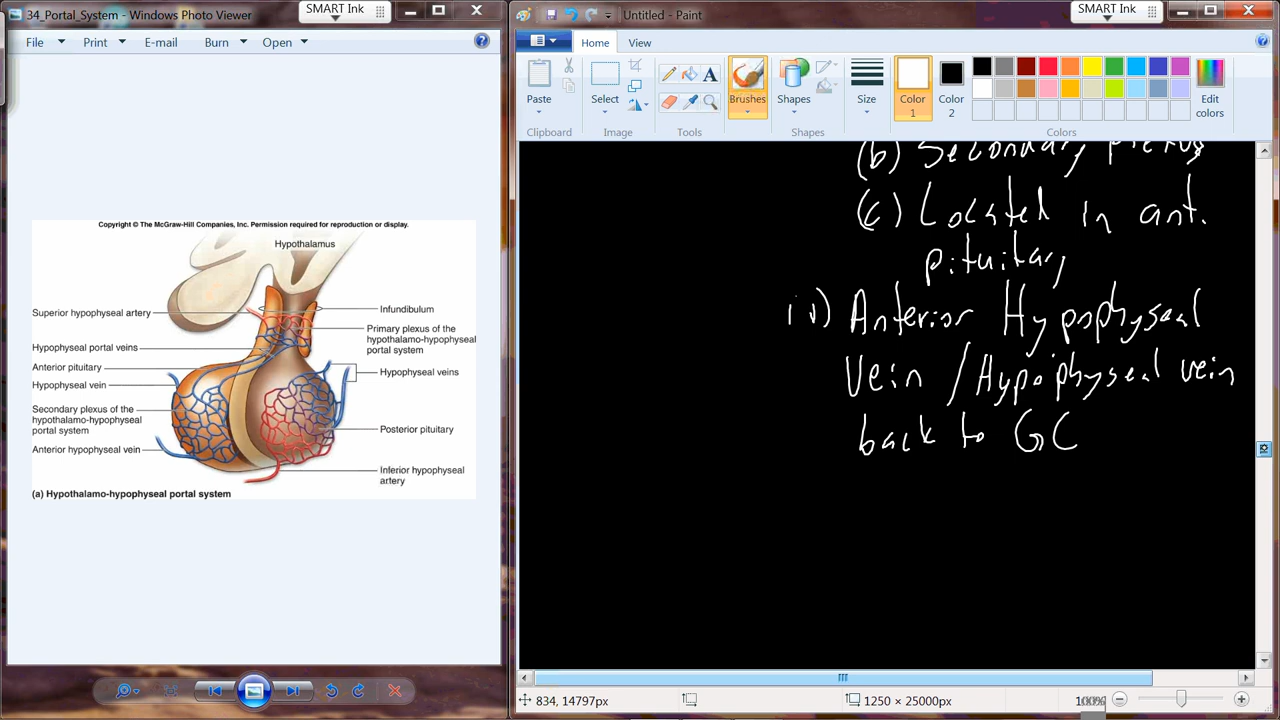 34_Portal_System - Windows Photo Viewer
SMART Ink
File Print E-mail Burn Open
Copyright © The McGraw-Hill Companies, Inc. Permission required for reproduction or display.
Hypothalamus
Superior hypophyseal artery
Hypophyseal portal veins
Anterior pituitary
Hypophyseal vein
Secondary plexus of the
hypothalamo-hypophyseal
portal system
Anterior hypophyseal vein
Infundibulum
Primary plexus of the
hypothalamo-hypophyseal
portal system
Hypophyseal veins
Posterior pituitary
Inferior hypophyseal
artery
(a) Hypothalamo-hypophyseal portal system
Untitled - Paint
SMART Ink
Home View
Paste
Clipboard
Select
Image
Tools
Brushes
Shapes
Shapes
Size
Color
1
Color
2
Edit
colors
Colors
(b) Secondary plexus
(c) Located in ant.
pituitary
iv) Anterior Hypophyseal
Vein / Hypophyseal vein
back to GC
834, 14797px
1250 × 25000px
100%